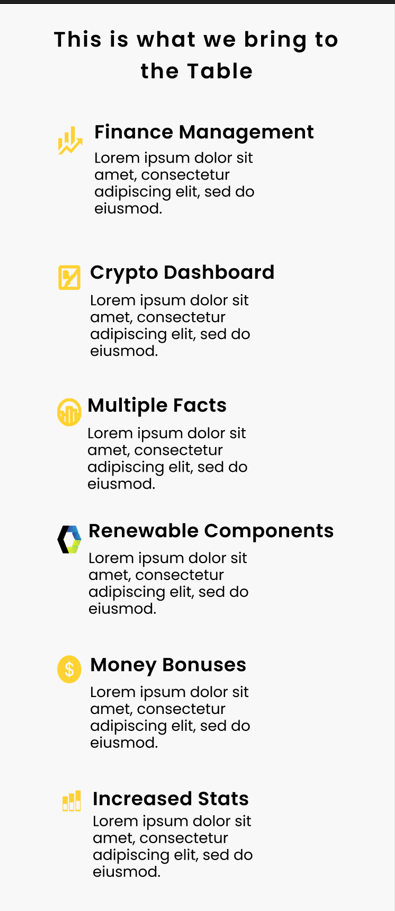 This is what we bring to
the Table
Finance Management
Lorem ipsum dolor sit
amet, consectetur
adipiscing elit, sed do
eiusmod.
Crypto Dashboard
Lorem ipsum dolor sit
amet, consectetur
adipiscing elit, sed do
eiusmod.
Multiple Facts
Lorem ipsum dolor sit
amet, consectetur
adipiscing elit, sed do
eiusmod.
Renewable Components
Lorem ipsum dolor sit
amet, consectetur
adipiscing elit, sed do
eiusmod.
$
Money Bonuses
Lorem ipsum dolor sit
amet, consectetur
adipiscing elit, sed do
eiusmod.
Increased Stats
Lorem ipsum dolor sit
amet, consectetur
adipiscing elit, sed do
eiusmod.